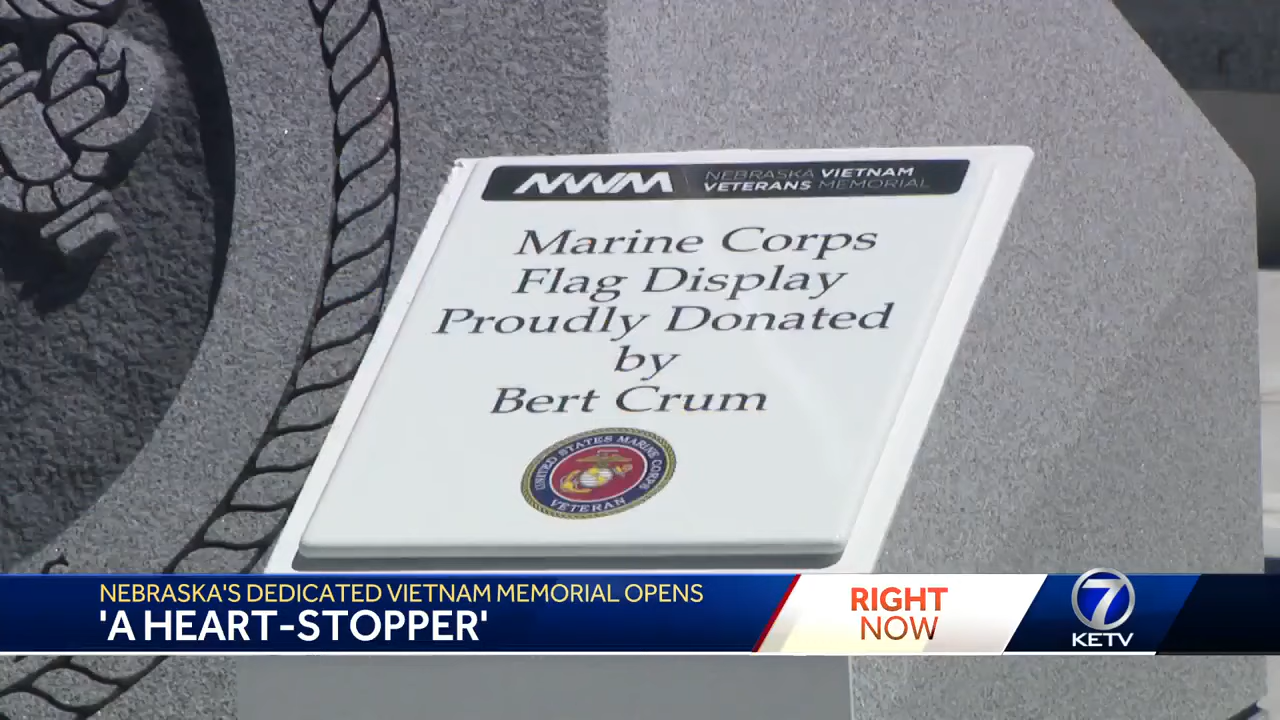 NVVM NEBRASKA VIETNAM
VETERANS MEMORIAL
Marine Corps
Flag Display
Proudly Donated
by
Bert Crum
UNITED STATES MARINE CORPS
VETERAN
NEBRASKA'S DEDICATED VIETNAM MEMORIAL OPENS
'A HEART-STOPPER'
RIGHT
NOW
7
KETV